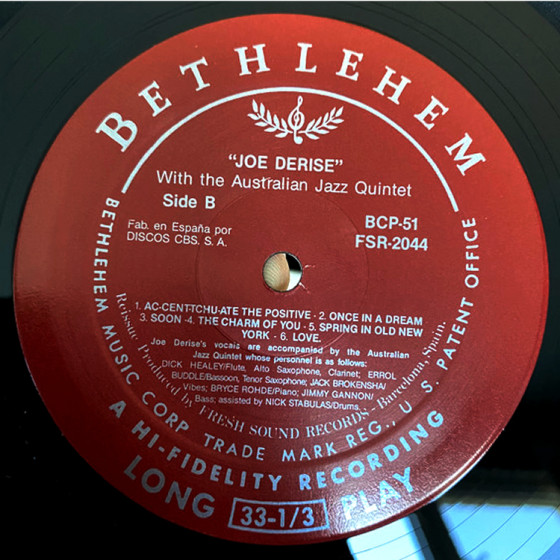 BETHLEHEM
"JOE DERISE"
With the Australian Jazz Quintet
Side B
Fab. en España por
DISCOS CBS. S.A.
BCP-51
FSR-2044
1. AC-CENT-TCHU-ATE THE POSITIVE - 2. ONCE IN A DREAM
3. SOON -4. THE CHARM OF YOU - 5. SPRING IN OLD NEW
YORK - 6. LOVE.
Joe Derise's vocals are accompanied by the Australian
Jazz Quintet whose personnel is as follows:
DICK HEALEY/Flute, Alto Saxophone, Clarinet; ERROL
BUDDLE/Bassoon, Tenor Saxophone; JACK BROKENSHA/
Vibes; BRYCE ROHDE/Piano; JIMMY GANNON/
Bass; assisted by NICK STABULAS/Drums.
Reissue Produced by FRESH SOUND RECORDS - Barcelona, Spain.
BETHLEHEM MUSIC CORP. TRADE MARK REG., U. S. PATENT OFFICE
A HI-FIDELITY RECORDING
LONG 33-1/3 PLAY